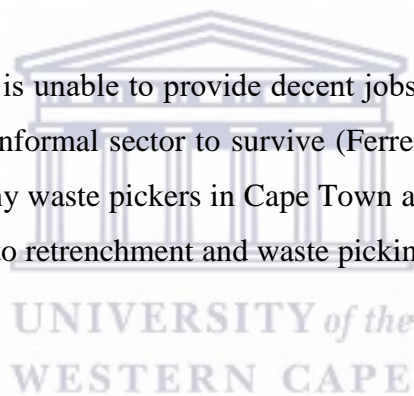 is unable to provide decent jobs
nformal sector to survive (Ferre
y waste pickers in Cape Town a
to retrenchment and waste pickin
UNIVERSITY of the
WESTERN CAPE